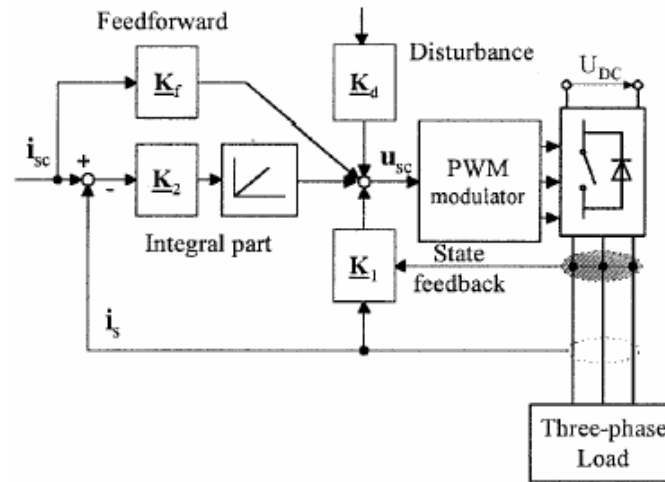 Feedforward
K_f
K_d
Disturbance
U_DC
i_sc
+
-
K_2
u_sc
PWM
modulator
Integral part
K_1
State
feedback
i_s
Three-phase
Load